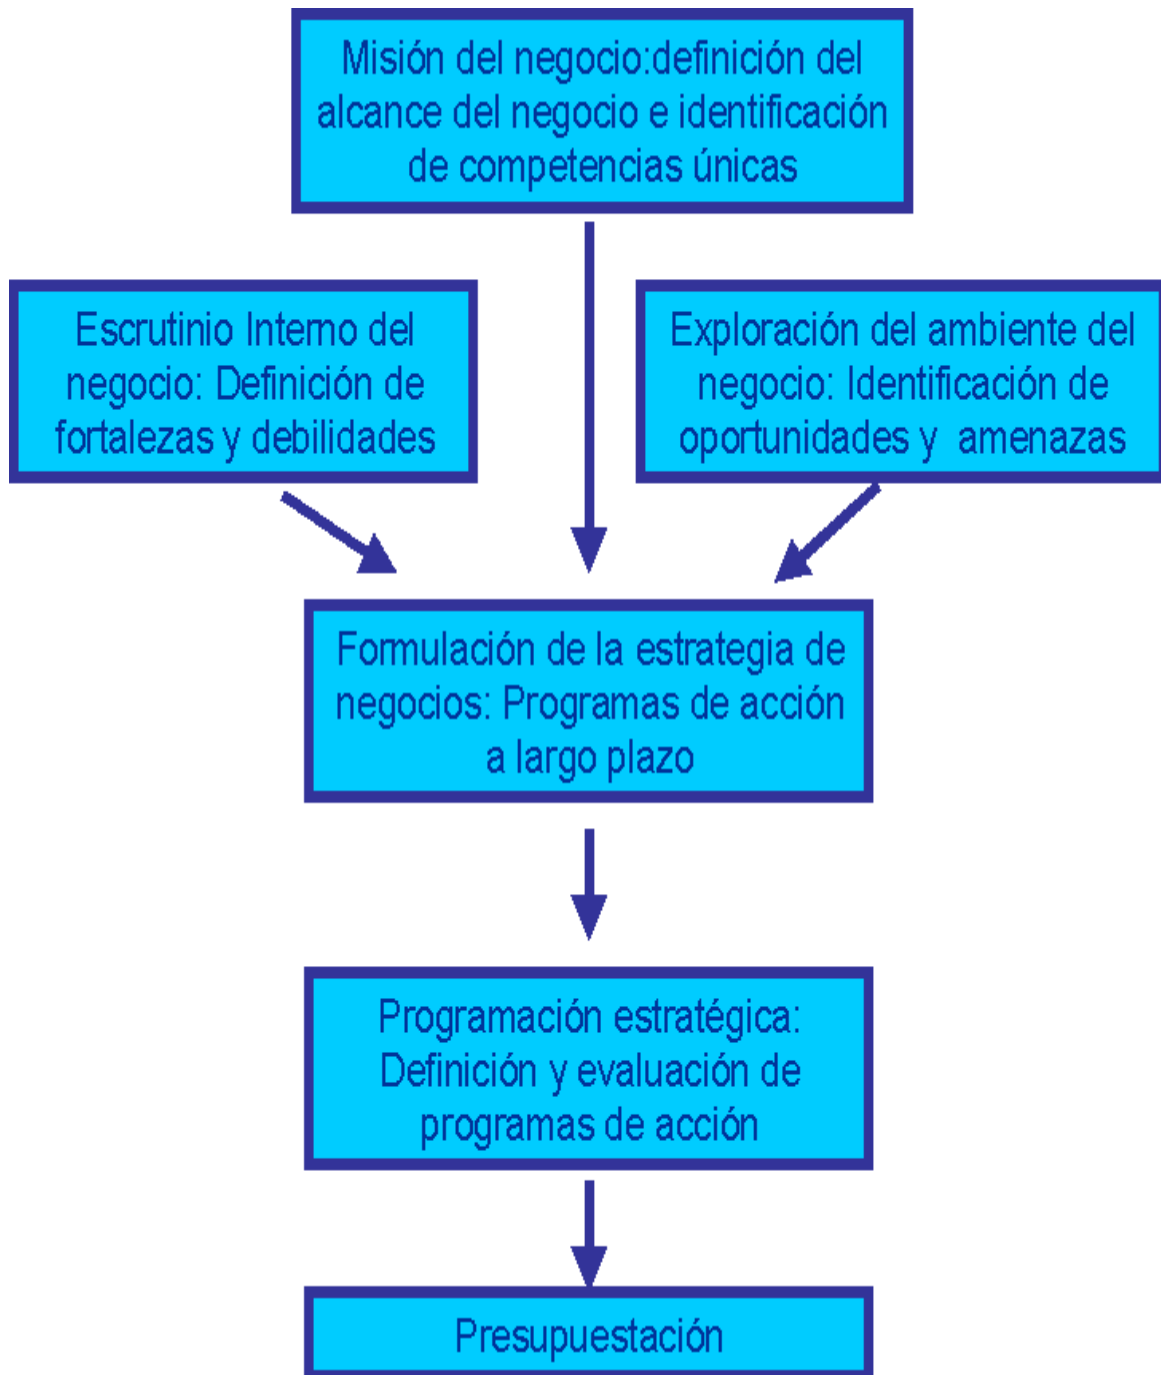 Misión del negocio:definición del
alcance del negocio e identificación
de competencias únicas
Escrutinio Interno del
negocio: Definición de
fortalezas y debilidades
Exploración del ambiente del
negocio: Identificación de
oportunidades y amenazas
Formulación de la estrategia de
negocios: Programas de acción
a largo plazo
Programación estratégica:
Definición y evaluación de
programas de acción
Presupuestación